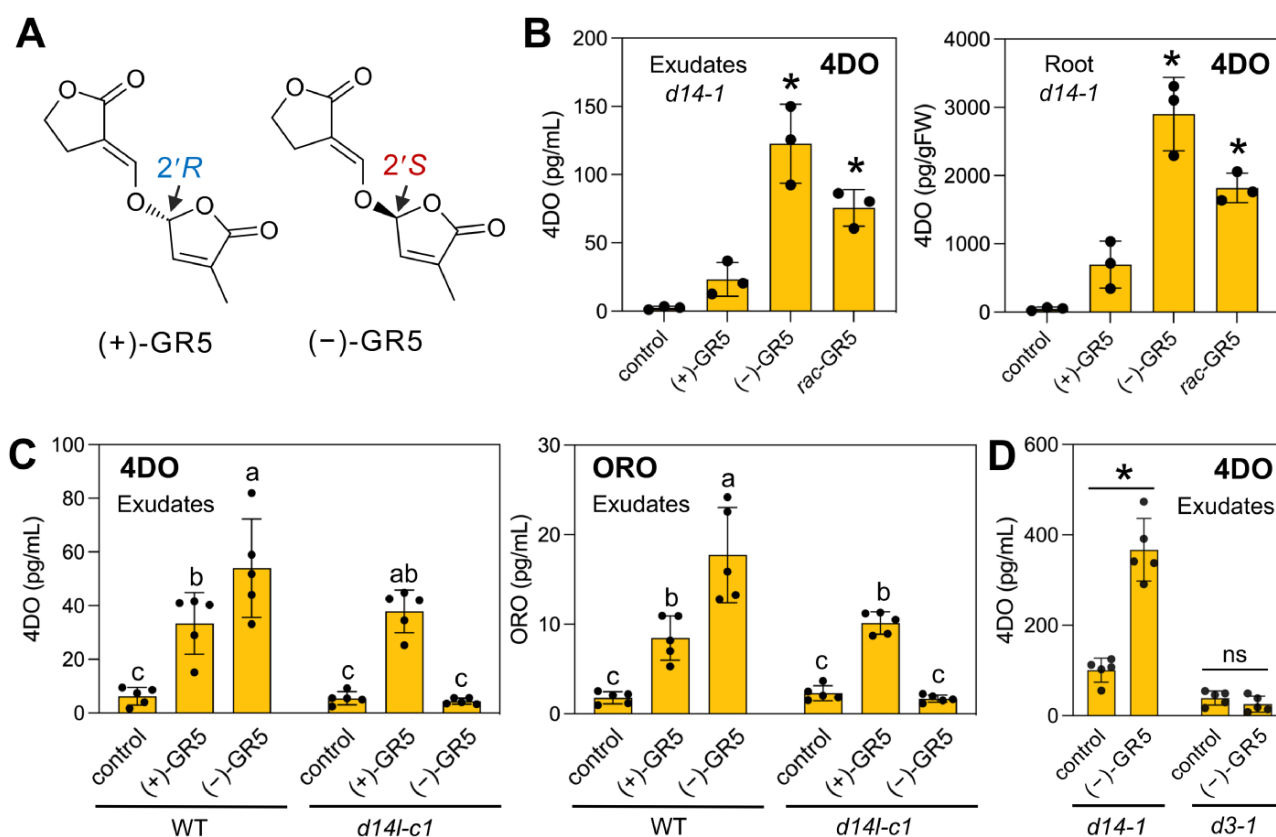 A
O
O
O
O
O
2′R
(+)-GR5
O
O
O
O
O
2′S
(−)-GR5
B
4DO (pg/mL)
200
150
100
50
0
Exudates
d14-1
4DO
*
*
control
(+)-GR5
(−)-GR5
rac-GR5
4DO (pg/gFW)
4000
3000
2000
1000
0
Root
d14-1
4DO
*
*
control
(+)-GR5
(−)-GR5
rac-GR5
C
4DO (pg/mL)
100
80
60
40
20
0
4DO
Exudates
c
b
a
c
ab
c
control
(+)-GR5
(−)-GR5
control
(+)-GR5
(−)-GR5
WT
d14l-c1
ORO (pg/mL)
30
20
10
0
ORO
Exudates
c
b
a
c
b
c
control
(+)-GR5
(−)-GR5
control
(+)-GR5
(−)-GR5
WT
d14l-c1
D
4DO (pg/mL)
600
400
200
0
4DO
Exudates
*
ns
control
(−)-GR5
control
(−)-GR5
d14-1
d3-1